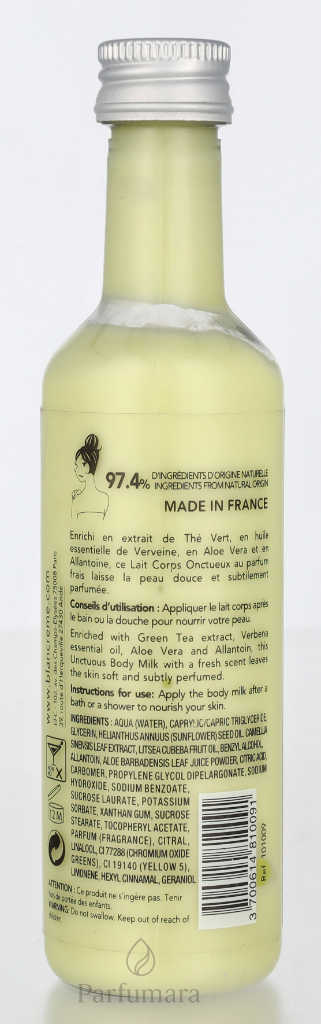 97.4% D'INGRÉDIENTS D'ORIGINE NATURELLE
INGREDIENTS FROM NATURAL ORIGIN
MADE IN FRANCE
Enrichi en extrait de Thé Vert, en huile
essentielle de Verveine, en Aloe Vera et en
Allantoine, ce Lait Corps Onctueux au parfum
frais laisse la peau douce et subtilement
parfumée.
Conseils d'utilisation : Appliquer le lait corps après
le bain ou la douche pour nourrir votre peau.
Enriched with Green Tea extract, Verbena
essential oil, Aloe Vera and Allantoin, this
Unctuous Body Milk with a fresh scent leaves
the skin soft and subtly perfumed.
Instructions for use: Apply the body milk after a
bath or a shower to nourish your skin.
INGREDIENTS : AQUA (WATER), CAPRYLIC/CAPRIC TRIGLYCERIDE,
GLYCERIN, HELIANTHUS ANNUUS (SUNFLOWER) SEED OIL, CAMELLIA
SINENSIS LEAF EXTRACT, LITSEA CUBEBA FRUIT OIL, BENZYL ALCOHOL,
ALLANTOIN, ALOE BARBADENSIS LEAF JUICE POWDER, CITRIC ACID,
CARBOMER, PROPYLENE GLYCOL DIPELARGONATE, SODIUM
HYDROXIDE, SODIUM BENZOATE,
SUCROSE LAURATE, POTASSIUM
SORBATE, XANTHAN GUM, SUCROSE
STEARATE, TOCOPHERYL ACETATE,
PARFUM (FRAGRANCE), CITRAL,
LINALOOL, CI 77288 (CHROMIUM OXIDE
GREENS), CI 19140 (YELLOW 5),
LIMONENE, HEXYL CINNAMAL, GERANIOL
ATTENTION : Ce produit ne s'ingère pas. Tenir
hors de portée des enfants.
WARNING: Do not swallow. Keep out of reach of
children.
www.blancreme.com
75008 Paris
27430 Andé
12M
3 700614 810091
Ref. 101009
Parfumara